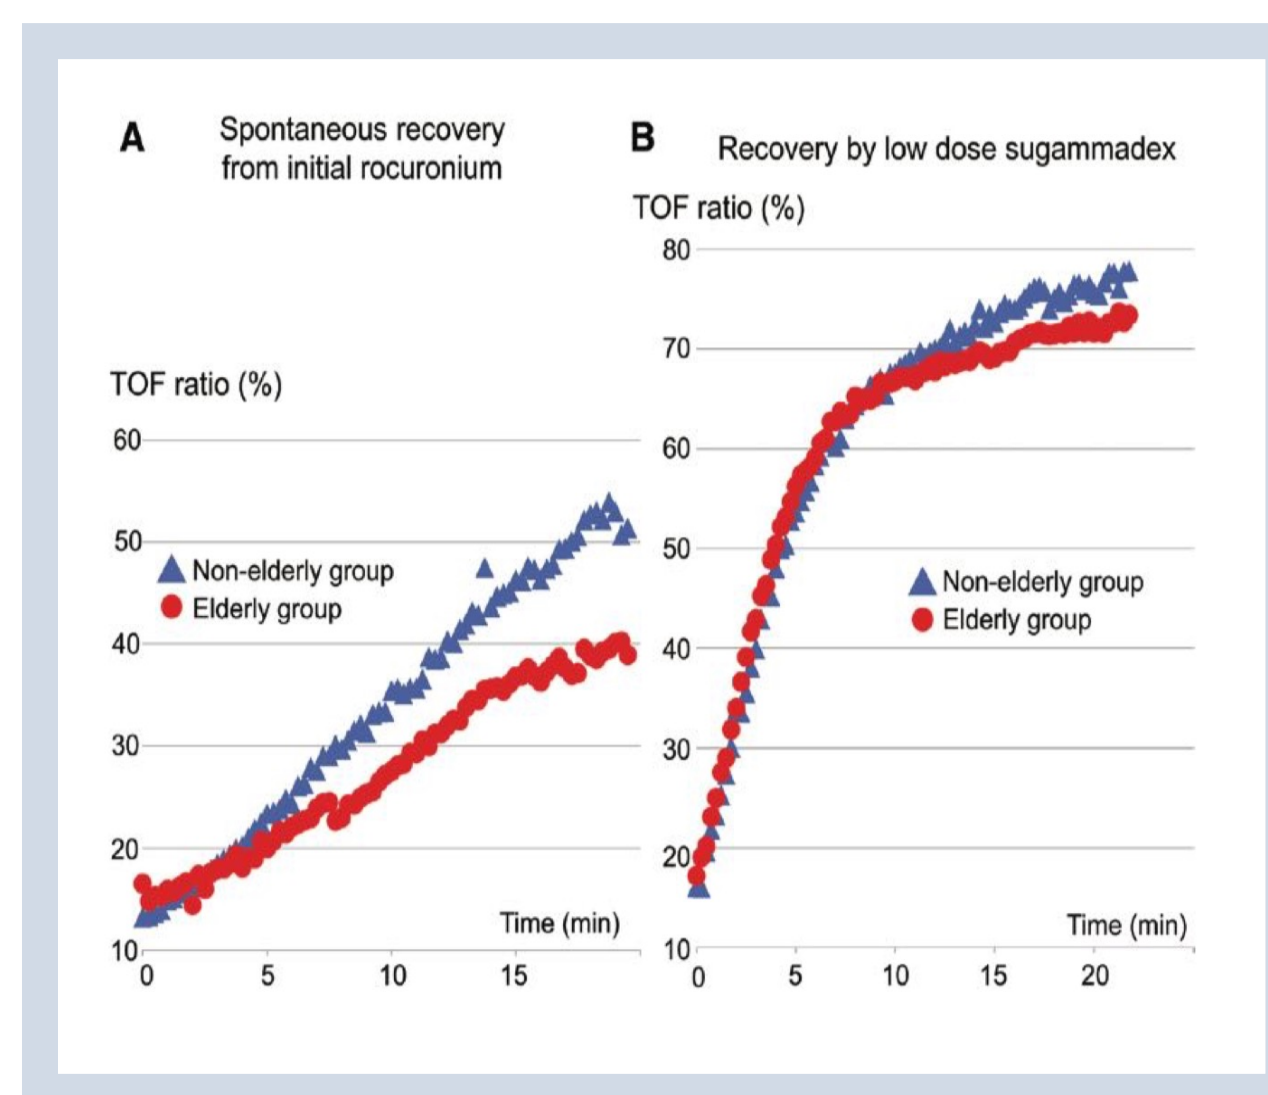 A
Spontaneous recovery
from initial rocuronium
TOF ratio (%)
60
50
40
30
20
10
Non-elderly group
Elderly group
Time (min)
0 5 10 15
B
Recovery by low dose sugammadex
TOF ratio (%)
80
70
60
50
40
30
20
10
Non-elderly group
Elderly group
Time (min)
0 5 10 15 20